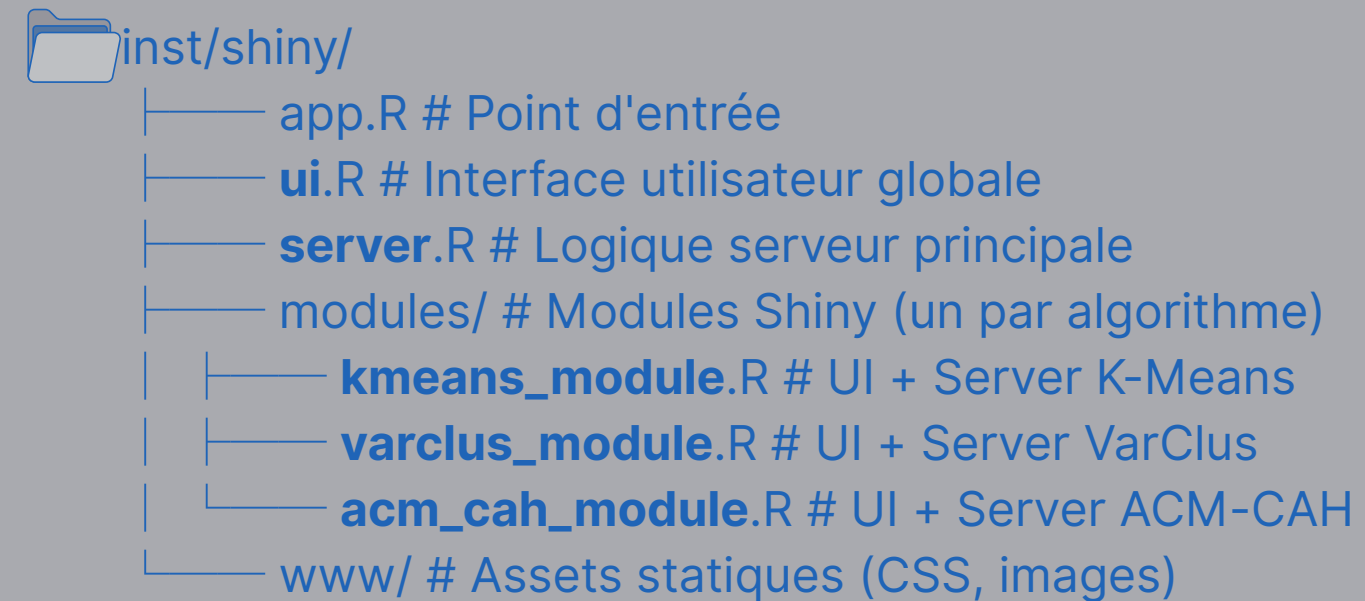 inst/shiny/
├── app.R # Point d'entrée
├── ui.R # Interface utilisateur globale
├── server.R # Logique serveur principale
├── modules/ # Modules Shiny (un par algorithme)
│ ├── kmeans_module.R # UI + Server K-Means
│ ├── varclus_module.R # UI + Server VarClus
│ └── acm_cah_module.R # UI + Server ACM-CAH
└── www/ # Assets statiques (CSS, images)